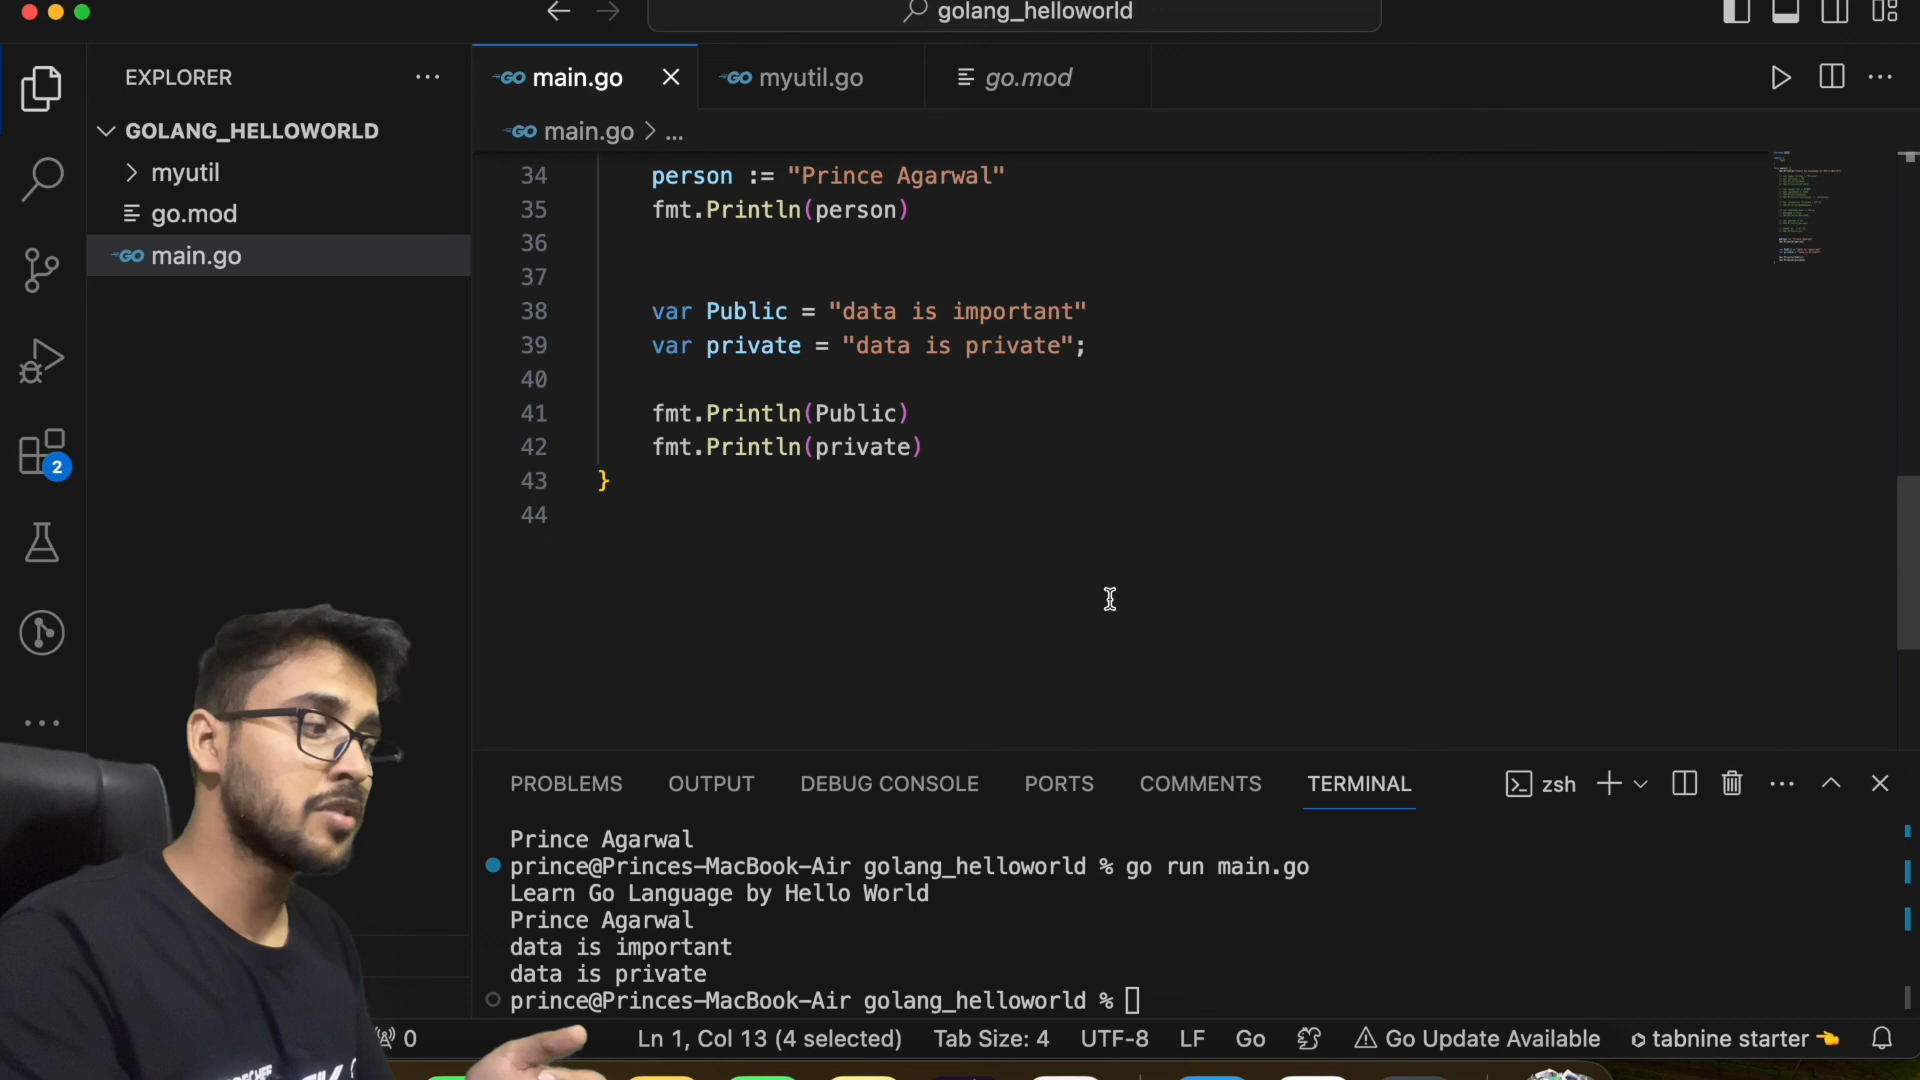 golang_helloworld
EXPLORER
GOLANG_HELLOWORLD
myutil
go.mod
main.go
2
GO main.go
GO myutil.go
go.mod
GO main.go > ...
34 person := "Prince Agarwal"
35 fmt.Println(person)
36
37
38 var Public = "data is important"
39 var private = "data is private";
40
41 fmt.Println(Public)
42 fmt.Println(private)
43 }
44
PROBLEMS OUTPUT DEBUG CONSOLE PORTS COMMENTS TERMINAL zsh
Prince Agarwal
prince@Princes-MacBook-Air golang_helloworld % go run main.go
Learn Go Language by Hello World
Prince Agarwal
data is important
data is private
prince@Princes-MacBook-Air golang_helloworld %
0 Ln 1, Col 13 (4 selected) Tab Size: 4 UTF-8 LF Go Go Update Available tabnine starter